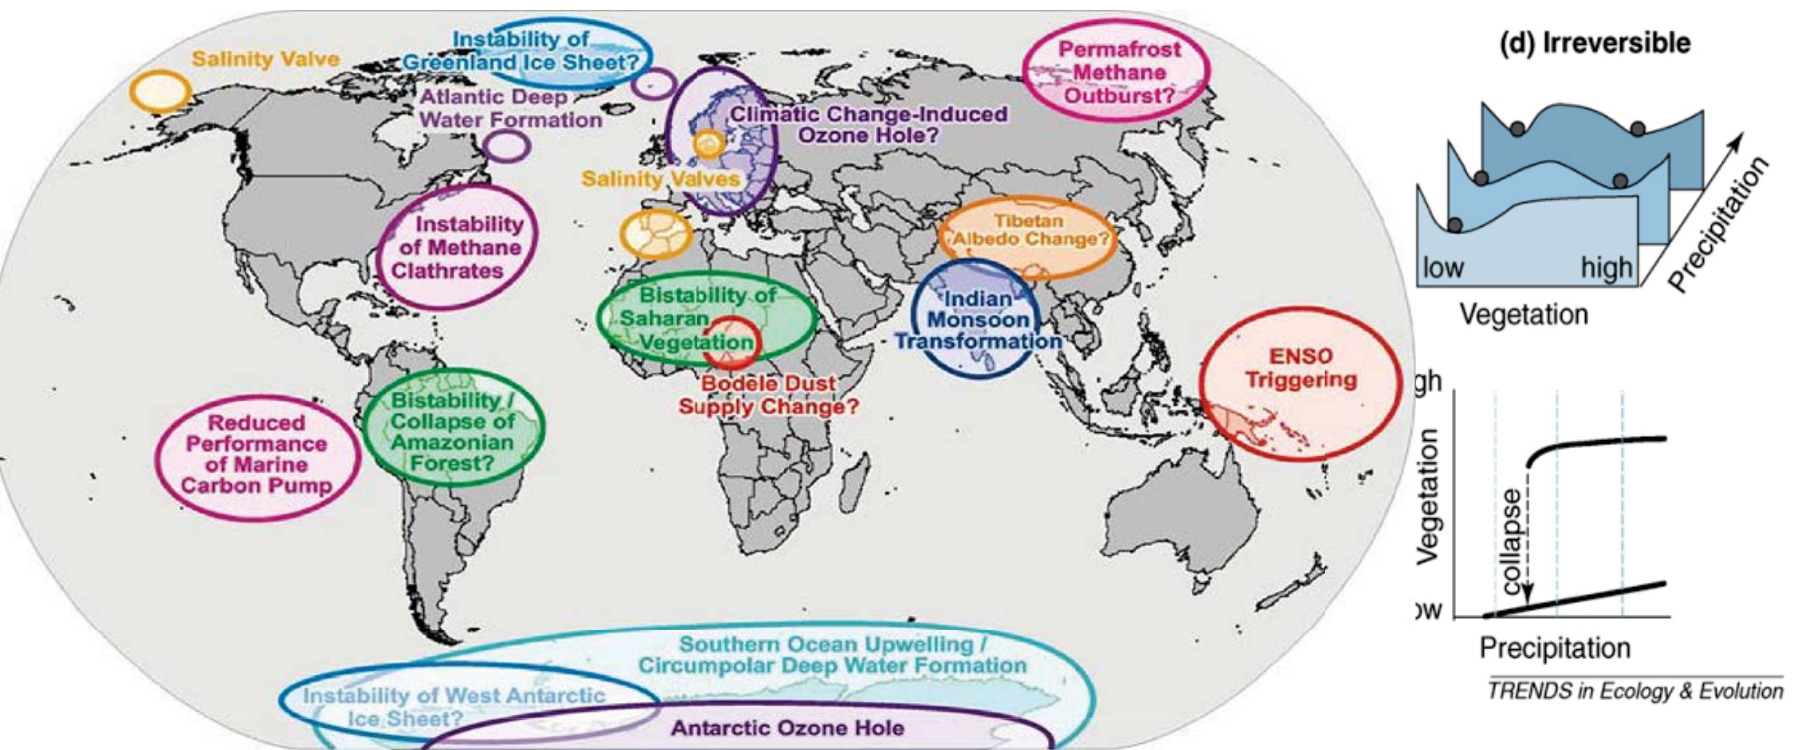 Salinity Valve
Instability of
Greenland Ice Sheet?
Atlantic Deep
Water Formation
Climatic Change-Induced
Ozone Hole?
Permafrost
Methane
Outburst?
Salinity Valves
Instability
of Methane
Clathrates
Tibetan
Albedo Change?
Bistability of
Saharan
Vegetation
Indian
Monsoon
Transformation
Bodéle Dust
Supply Change?
ENSO
Triggering
Reduced
Performance
of Marine
Carbon Pump
Bistability /
Collapse of
Amazonian
Forest?
Southern Ocean Upwelling /
Circumpolar Deep Water Formation
Instability of West Antarctic
Ice Sheet?
Antarctic Ozone Hole
(d) Irreversible
low
high
Precipitation
Vegetation
gh
Vegetation
collapse
ow
Precipitation
TRENDS in Ecology & Evolution